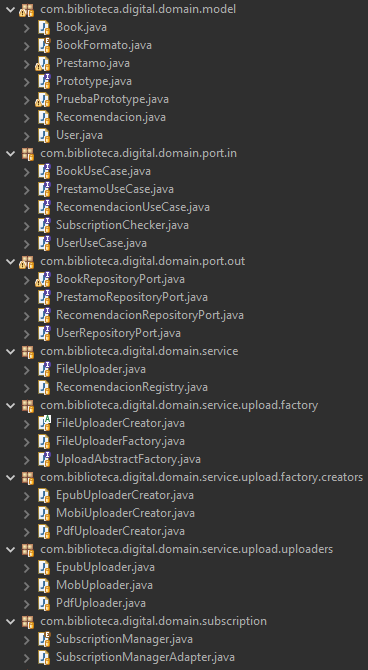 com.biblioteca.digital.domain.model
Book.java
BookFormato.java
Prestamo.java
Prototype.java
PruebaPrototype.java
Recomendacion.java
User.java
com.biblioteca.digital.domain.port.in
BookUseCase.java
PrestamoUseCase.java
RecomendacionUseCase.java
SubscriptionChecker.java
UserUseCase.java
com.biblioteca.digital.domain.port.out
BookRepositoryPort.java
PrestamoRepositoryPort.java
RecomendacionRepositoryPort.java
UserRepositoryPort.java
com.biblioteca.digital.domain.service
FileUploader.java
RecomendacionRegistry.java
com.biblioteca.digital.domain.service.upload.factory
FileUploaderCreator.java
FileUploaderFactory.java
UploadAbstractFactory.java
com.biblioteca.digital.domain.service.upload.factory.creators
EpubUploaderCreator.java
MobiUploaderCreator.java
PdfUploaderCreator.java
com.biblioteca.digital.domain.service.upload.uploaders
EpubUploader.java
MobUploader.java
PdfUploader.java
com.biblioteca.digital.domain.subscription
SubscriptionManager.java
SubscriptionManagerAdapter.java